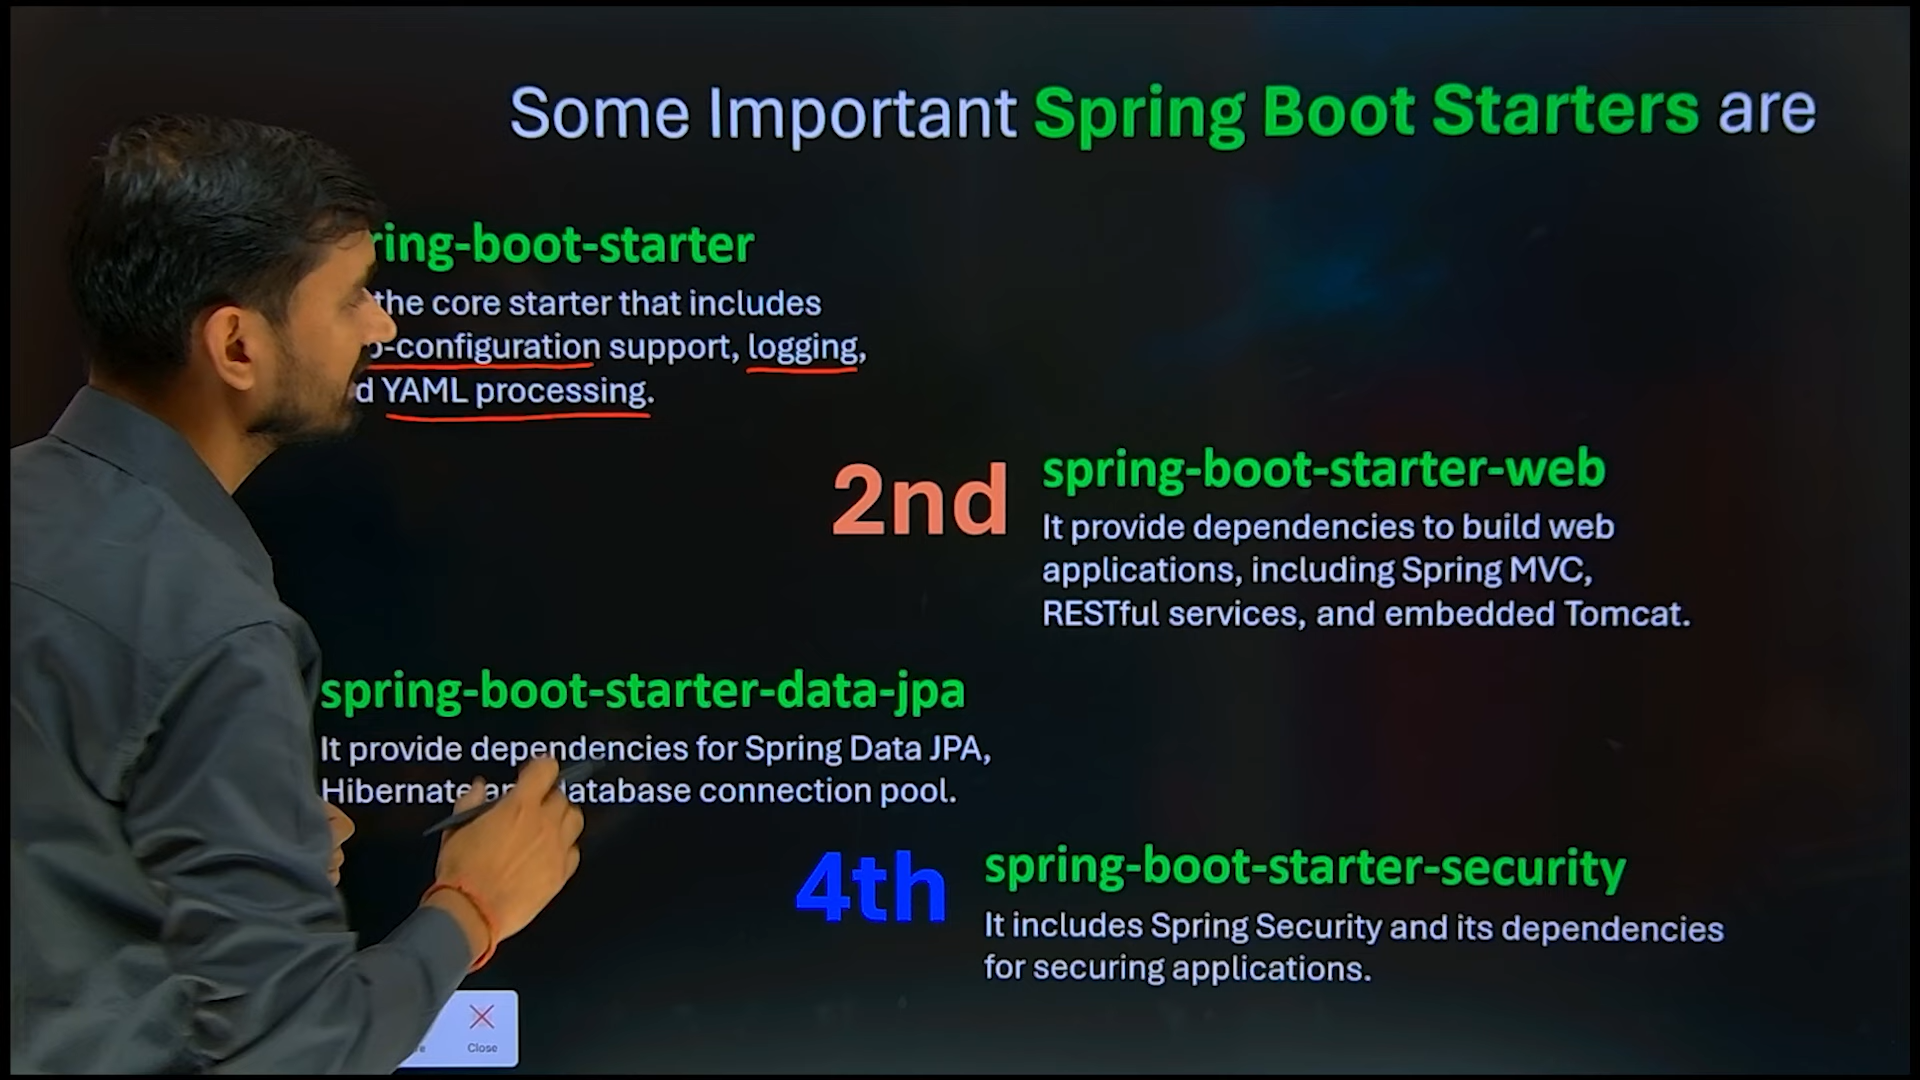 Some Important Spring Boot Starters are
ring-boot-starter
the core starter that includes
-configuration support, logging,
YAML processing.
2nd
spring-boot-starter-web
It provide dependencies to build web
applications, including Spring MVC,
RESTful services, and embedded Tomcat.
spring-boot-starter-data-jpa
It provide dependencies for Spring Data JPA,
Hibernate database connection pool.
4th
spring-boot-starter-security
It includes Spring Security and its dependencies
for securing applications.
Close